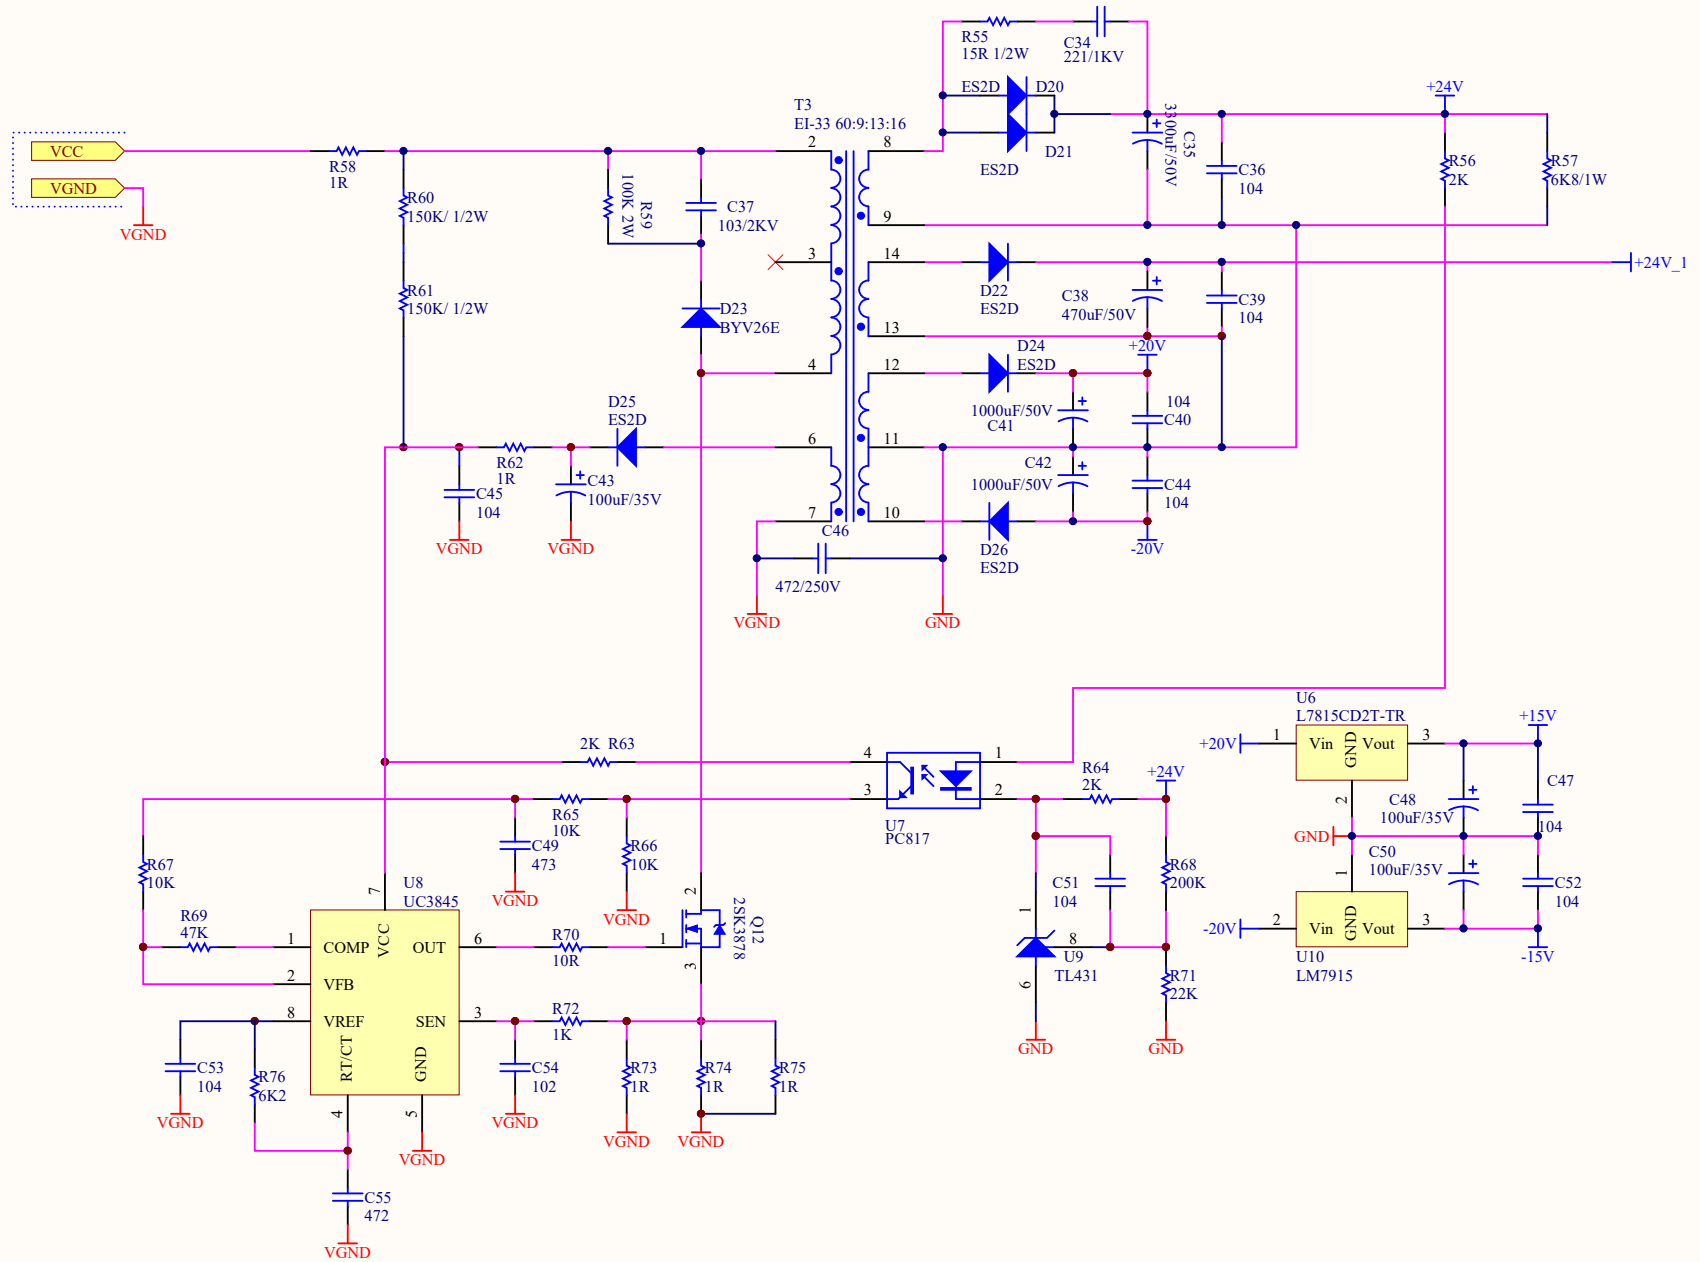 R55
15R 1/2W
C34
221/1KV
ES2D
D20
D21
ES2D
T3
EI-33 60:9:13:16
+24V
3300uF/50V
C35
C36
104
R56
2K
R57
6K8/1W
VCC
VGND
VGND
R58
1R
R60
150K/ 1/2W
R61
150K/ 1/2W
100K 2W
R59
C37
103/2KV
D23
BYV26E
2
3
4
6
7
8
9
14
13
12
11
10
D22
ES2D
C38
470uF/50V
C39
104
+24V_1
D24
ES2D
+20V
1000uF/50V
C41
104
C40
C42
1000uF/50V
C44
104
D26
ES2D
-20V
D25
ES2D
R62
1R
C45
104
C43
100uF/35V
VGND
VGND
C46
472/250V
VGND
GND
2K R63
4
3
1
2
U7
PC817
R64
2K
+24V
R65
10K
C49
473
VGND
R66
10K
VGND
R67
10K
R69
47K
U8
UC3845
7
1
2
8
6
3
4
5
COMP
VCC
OUT
VFB
VREF
SEN
RT/CT
GND
R70
10R
1
2
3
2SK3878
Q12
R72
1K
C54
102
VGND
R73
1R
VGND
R74
1R
VGND
R75
1R
C53
104
VGND
R76
6K2
VGND
C55
472
VGND
C51
104
R68
200K
1
8
6
U9
TL431
R71
22K
GND
GND
U6
L7815CD2T-TR
+20V
1
Vin
GND
Vout
3
2
+15V
C48
100uF/35V
C47
104
GND
C50
100uF/35V
C52
104
1
-20V
2
Vin
GND
Vout
3
-15V
U10
LM7915